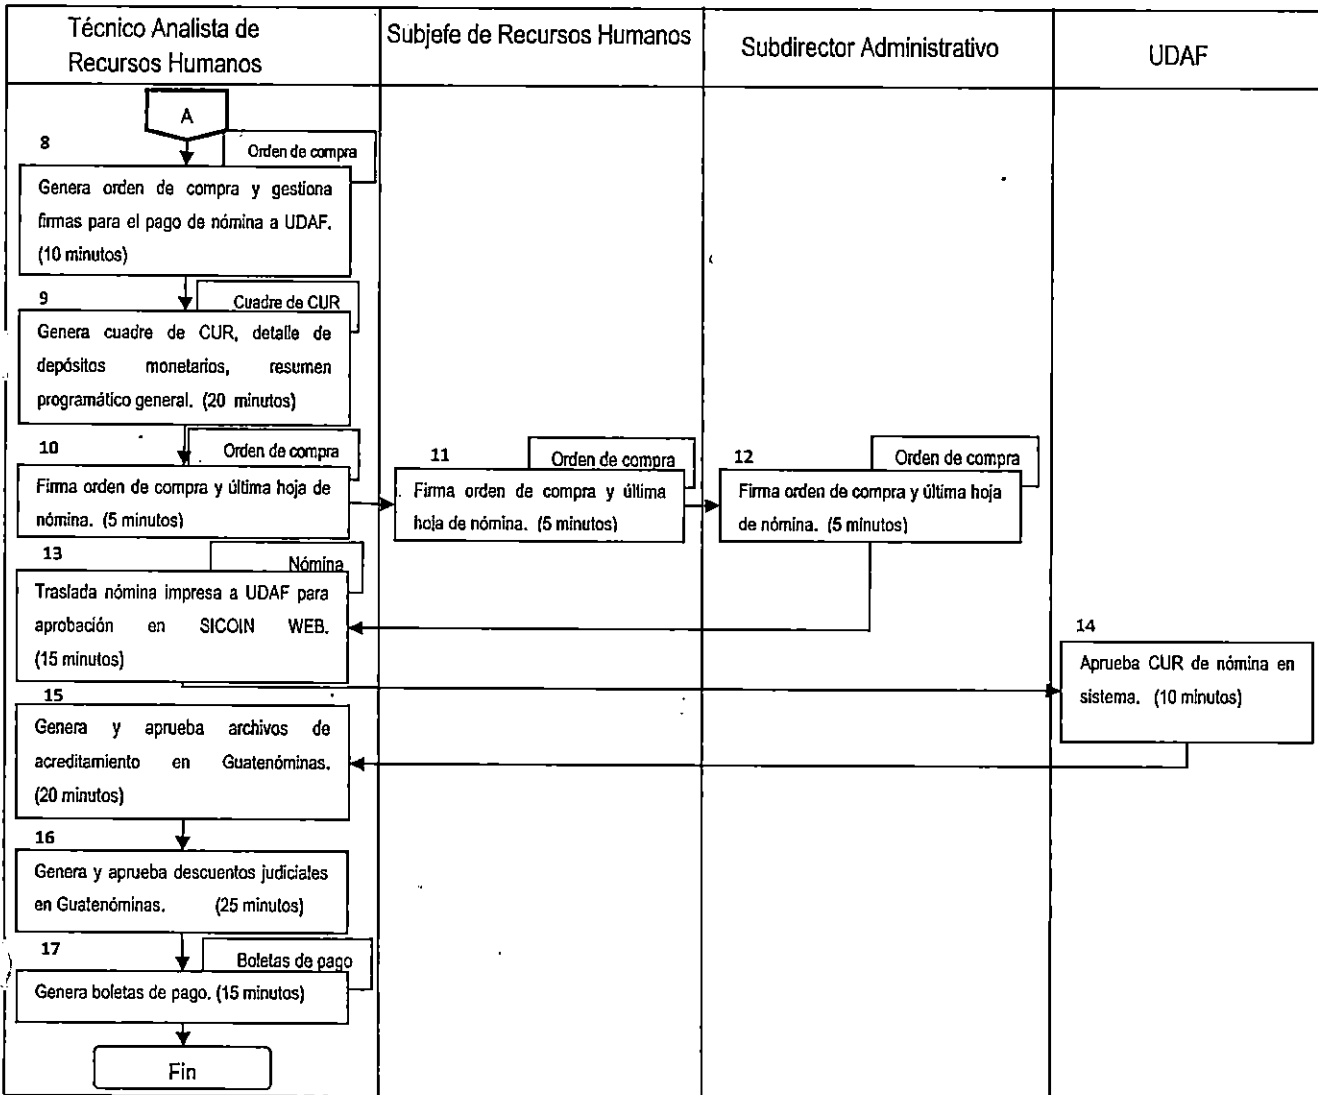 Técnico Analista de
Recursos Humanos
Subjefe de Recursos Humanos
Subdirector Administrativo
UDAF
A
8
Orden de compra
Genera orden de compra y gestiona
firmas para el pago de nómina a UDAF.
(10 minutos)
9
Cuadre de CUR
Genera cuadre de CUR, detalle de
depósitos monetarios, resumen
programático general. (20 minutos)
10
Orden de compra
Firma orden de compra y última hoja de
nómina. (5 minutos)
11
Orden de compra
Firma orden de compra y última
hoja de nómina. (5 minutos)
12
Orden de compra
Firma orden de compra y última hoja
de nómina. (5 minutos)
13
Nómina
Traslada nómina impresa a UDAF para
aprobación en SICOIN WEB.
(15 minutos)
14
Aprueba CUR de nómina en
sistema. (10 minutos)
15
Genera y aprueba archivos de
acreditamiento en Guatenóminas.
(20 minutos)
16
Genera y aprueba descuentos judiciales
en Guatenóminas. (25 minutos)
17
Boletas de pago
Genera boletas de pago. (15 minutos)
Fin